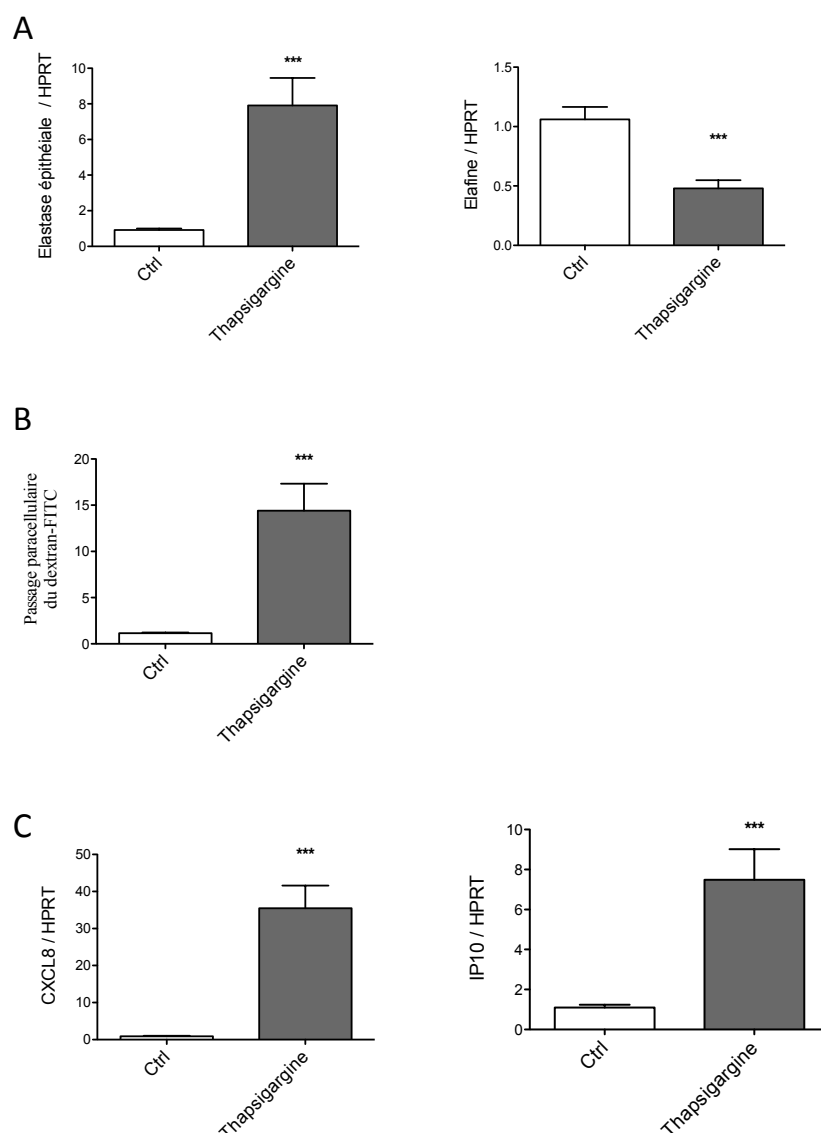 A
Elastase épithéiale / HPRT
10
8
6
4
2
0
***
Ctrl
Thapsigargine
Elafine / HPRT
1.5
1.0
0.5
0.0
***
Ctrl
Thapsigargine
B
Passage paracellulaire
du dextran-FITC
20
15
10
5
0
***
Ctrl
Thapsigargine
C
CXCL8 / HPRT
50
40
30
20
10
0
***
Ctrl
Thapsigargine
IP10 / HPRT
10
8
6
4
2
0
***
Ctrl
Thapsigargine